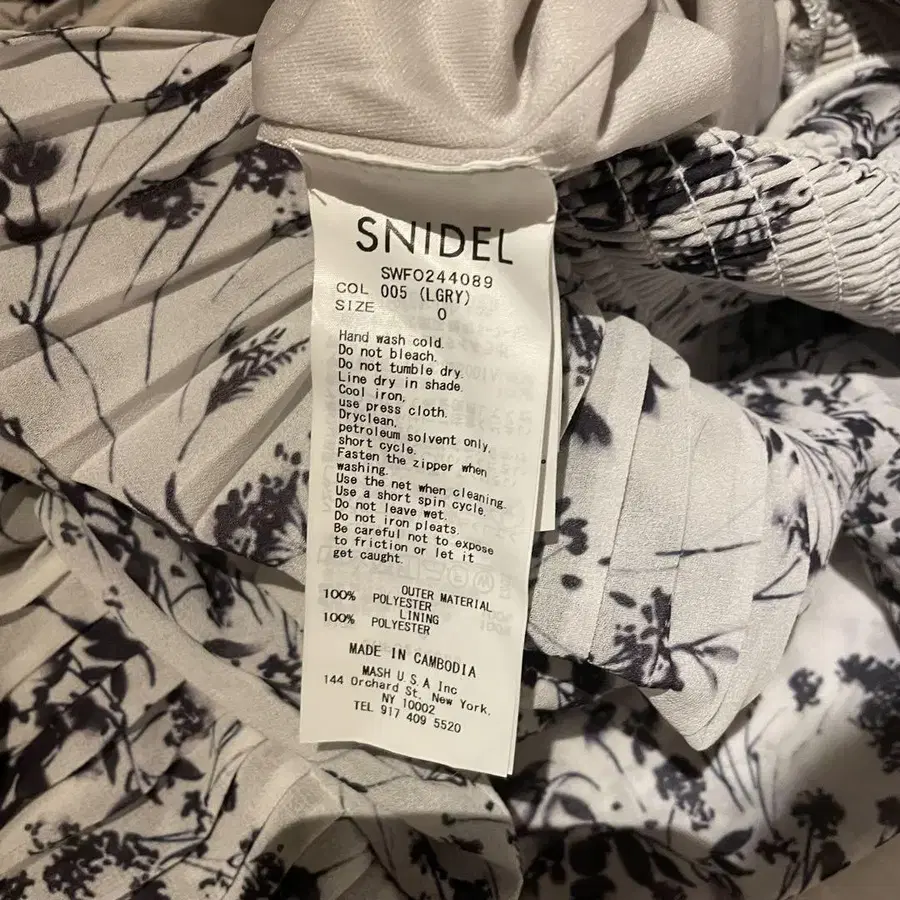 SNIDEL
SWFO244089
COL 005 (LGRY)
SIZE 0
Hand wash cold.
Do not bleach.
Do not tumble dry.
Line dry in shade.
Cool iron,
use press cloth.
Dryclean,
petroleum solvent only,
short cycle.
Fasten the zipper when
washing.
Use the net when cleaning.
Use a short spin cycle.
Do not leave wet.
Do not iron pleats.
Be careful not to expose
to friction or let it
get caught.
OUTER MATERIAL
100% POLYESTER
LINING
100% POLYESTER
MADE IN CAMBODIA
MASH U.S.A Inc
144 Orchard St. New York,
NY 10002
TEL 917 409 5520